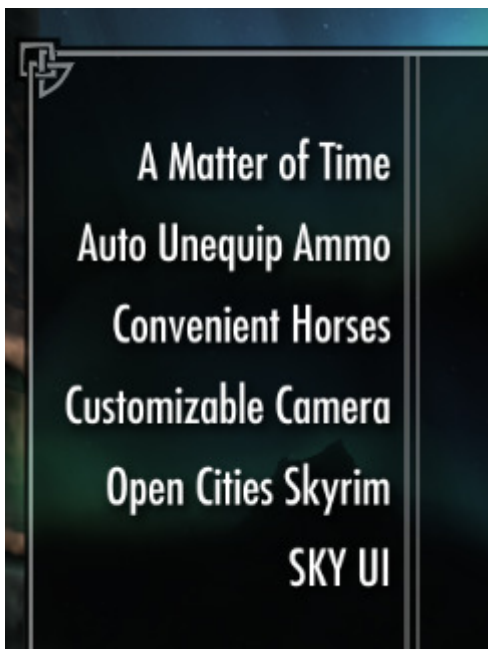 A Matter of Time
Auto Unequip Ammo
Convenient Horses
Customizable Camera
Open Cities Skyrim
SKY UI